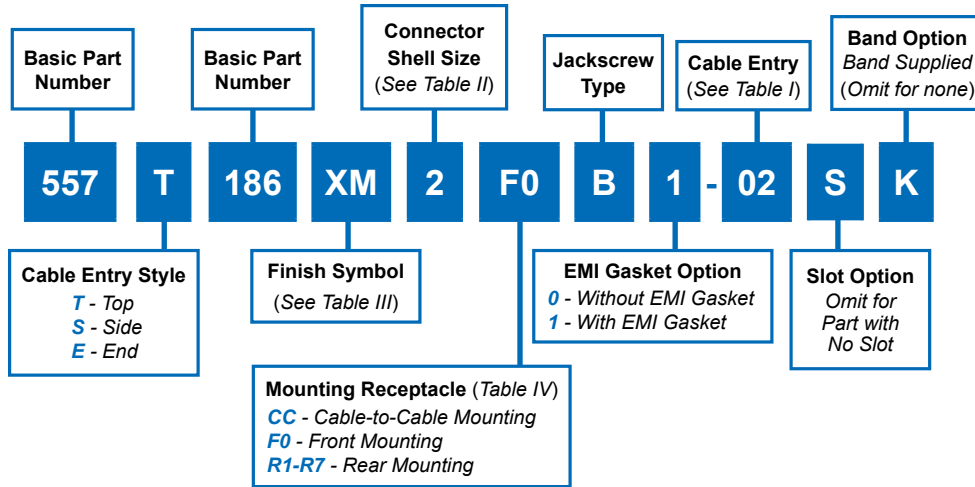 Basic Part
Number
Basic Part
Number
Connector
Shell Size
(See Table II)
Jackscrew
Type
Cable Entry
(See Table I)
Band Option
Band Supplied
(Omit for none)
557 T 186 XM 2 F0 B 1 - 02 S K
Cable Entry Style
T - Top
S - Side
E - End
Finish Symbol
(See Table III)
Mounting Receptacle (Table IV)
CC - Cable-to-Cable Mounting
F0 - Front Mounting
R1-R7 - Rear Mounting
EMI Gasket Option
0 - Without EMI Gasket
1 - With EMI Gasket
Slot Option
Omit for
Part with
No Slot